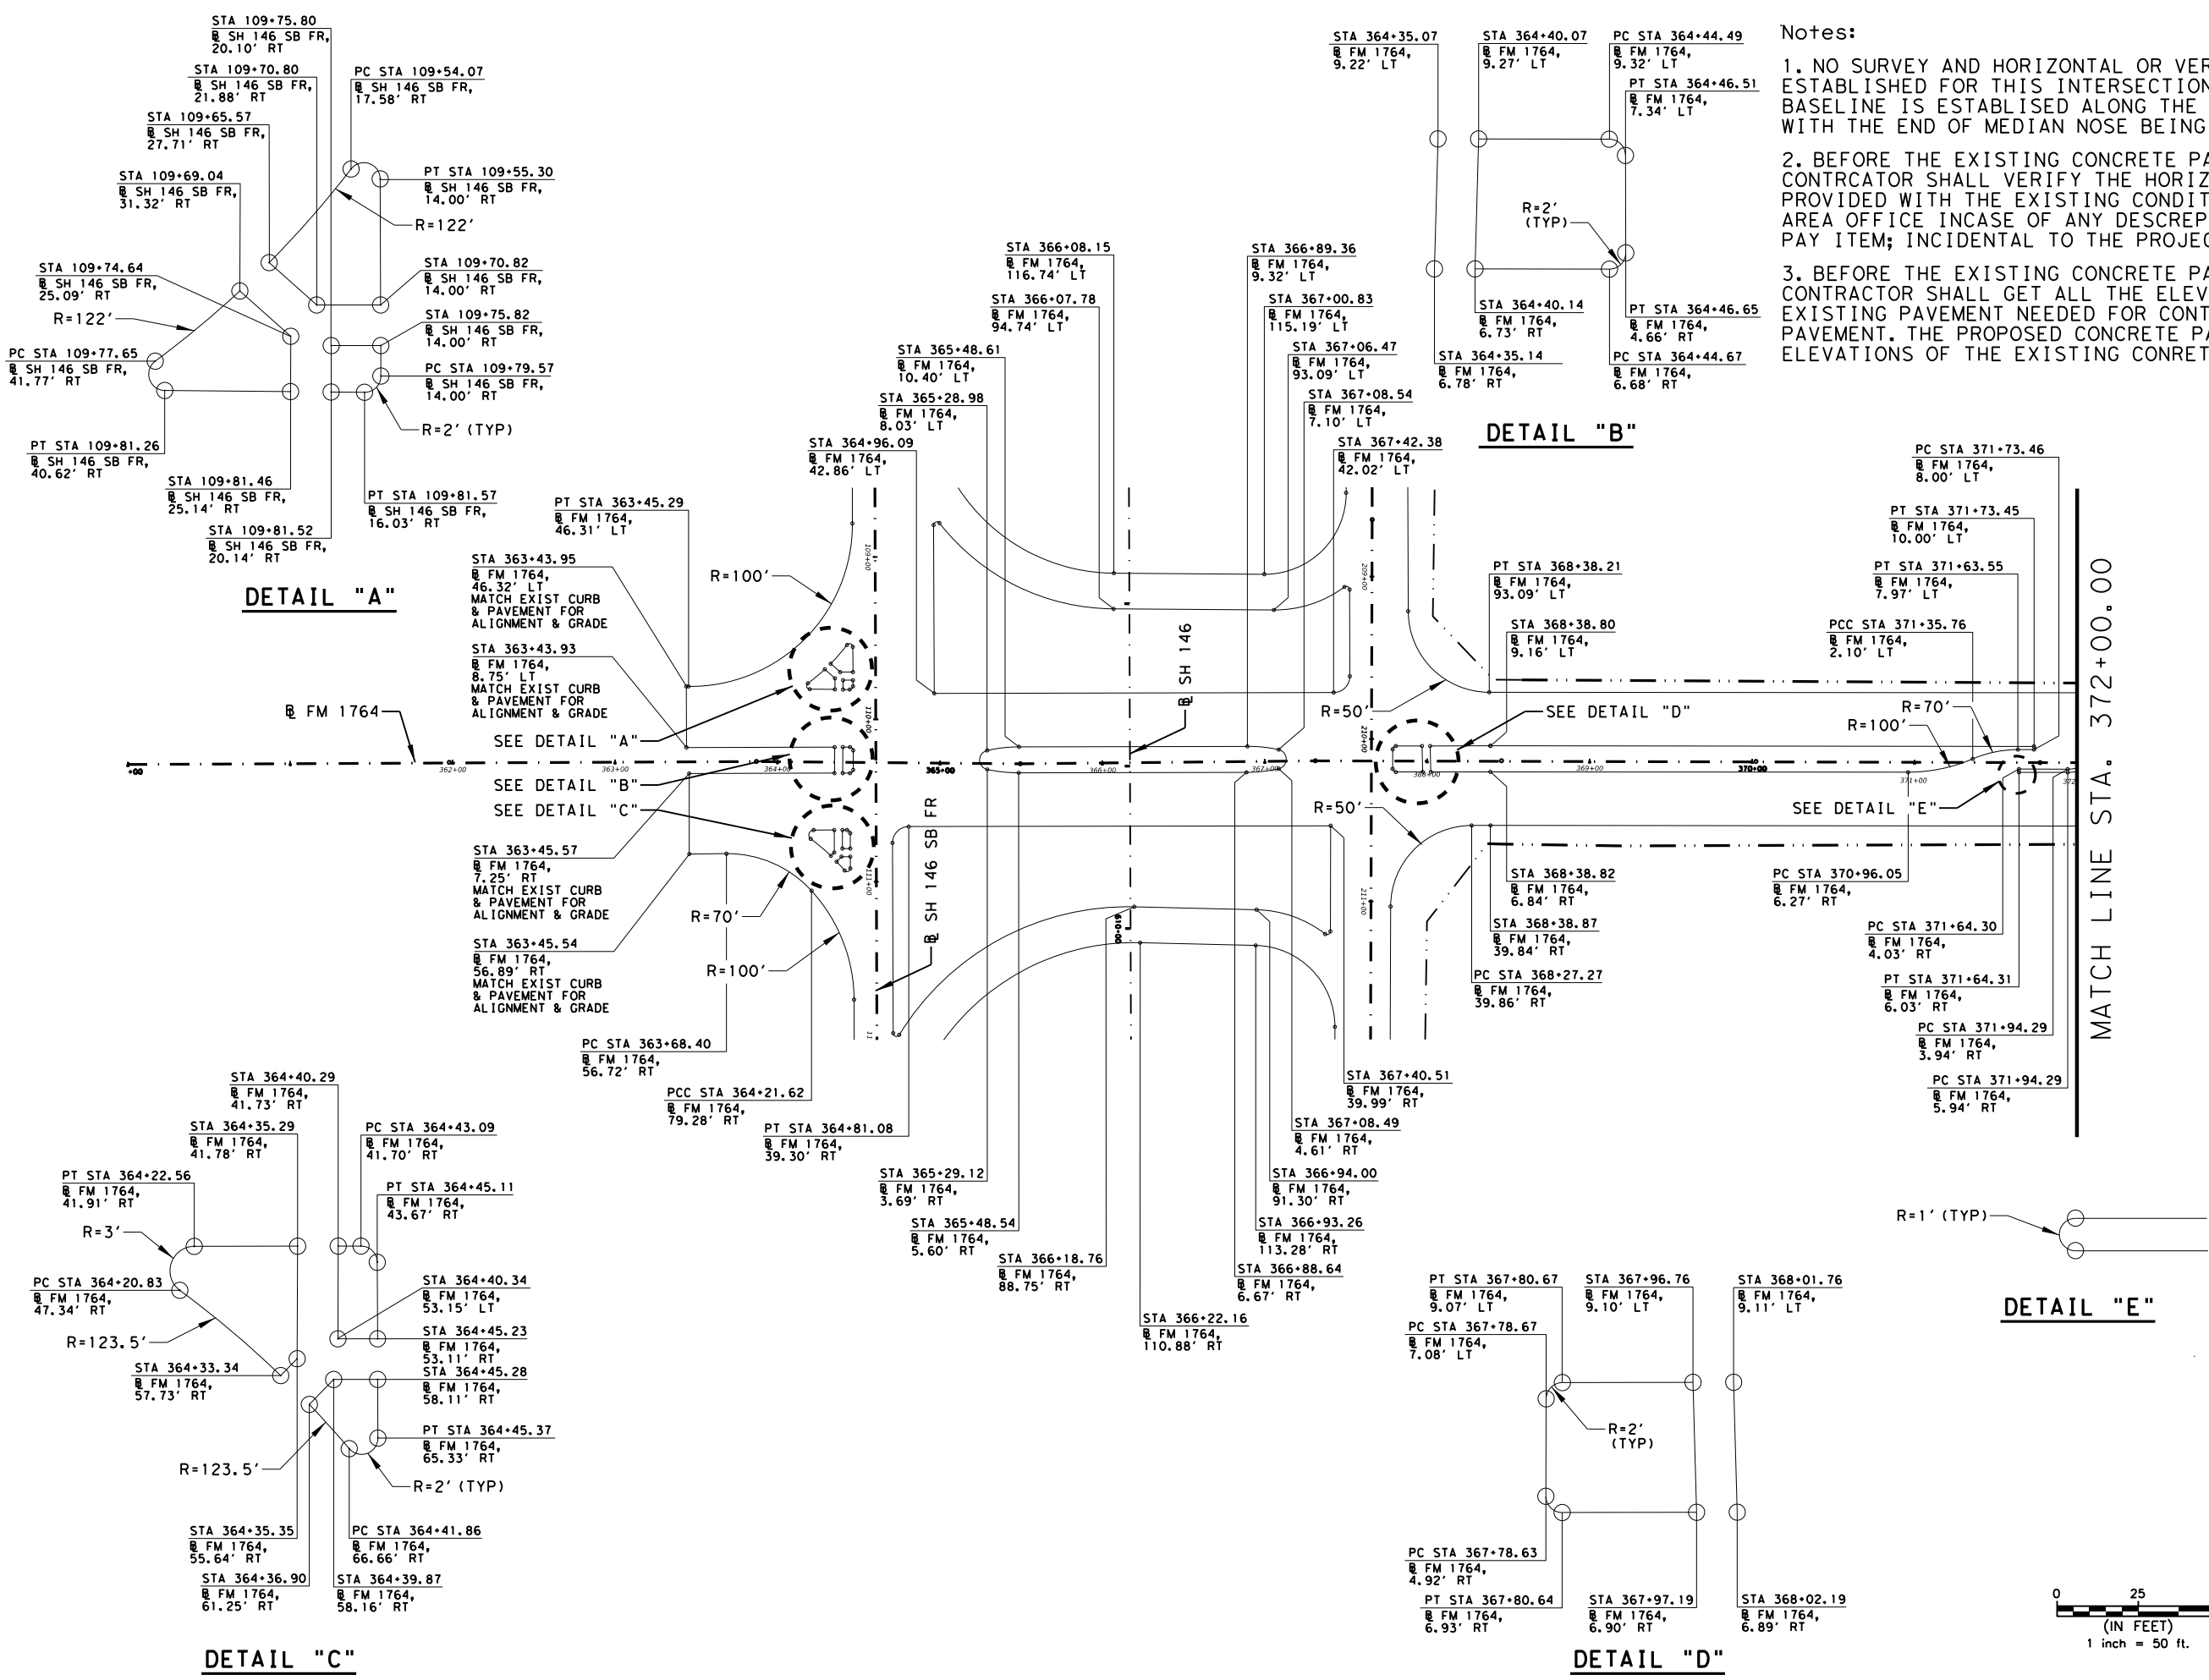 STA 109+75.80
℄ SH 146 SB FR,
20.10' RT
STA 109+70.80
℄ SH 146 SB FR,
21.88' RT
PC STA 109+54.07
℄ SH 146 SB FR,
17.58' RT
STA 109+65.57
℄ SH 146 SB FR,
27.71' RT
STA 109+69.04
℄ SH 146 SB FR,
31.32' RT
PT STA 109+55.30
℄ SH 146 SB FR,
14.00' RT
R=122'
STA 109+74.64
℄ SH 146 SB FR,
25.09' RT
R=122'
STA 109+70.82
℄ SH 146 SB FR,
14.00' RT
STA 109+75.82
℄ SH 146 SB FR,
14.00' RT
PC STA 109+77.65
℄ SH 146 SB FR,
41.77' RT
PC STA 109+79.57
℄ SH 146 SB FR,
14.00' RT
R=2' (TYP)
PT STA 109+81.26
℄ SH 146 SB FR,
40.62' RT
STA 109+81.46
℄ SH 146 SB FR,
25.14' RT
PT STA 109+81.57
℄ SH 146 SB FR,
16.03' RT
STA 109+81.52
℄ SH 146 SB FR,
20.14' RT
DETAIL "A"
STA 364+35.07
℄ FM 1764,
9.22' LT
STA 364+40.07
℄ FM 1764,
9.27' LT
PC STA 364+44.49
℄ FM 1764,
9.32' LT
PT STA 364+46.51
℄ FM 1764,
7.34' LT
R=2'
(TYP)
STA 364+40.14
℄ FM 1764,
6.73' RT
PT STA 364+46.65
℄ FM 1764,
4.66' RT
STA 364+35.14
℄ FM 1764,
6.78' RT
PC STA 364+44.67
℄ FM 1764,
6.68' RT
DETAIL "B"
Notes:
1. NO SURVEY AND HORIZONTAL OR VER
ESTABLISHED FOR THIS INTERSECTION
BASELINE IS ESTABLISED ALONG THE
WITH THE END OF MEDIAN NOSE BEING
2. BEFORE THE EXISTING CONCRETE PA
CONTRCATOR SHALL VERIFY THE HORIZ
PROVIDED WITH THE EXISTING CONDIT
AREA OFFICE INCASE OF ANY DESCREP
PAY ITEM; INCIDENTAL TO THE PROJEC
3. BEFORE THE EXISTING CONCRETE PA
CONTRACTOR SHALL GET ALL THE ELEV
EXISTING PAVEMENT NEEDED FOR CONT
PAVEMENT. THE PROPOSED CONCRETE PA
ELEVATIONS OF THE EXISTING CONRET
STA 366+08.15
℄ FM 1764,
116.74' LT
STA 366+07.78
℄ FM 1764,
94.74' LT
STA 365+48.61
℄ FM 1764,
10.40' LT
STA 365+28.98
℄ FM 1764,
8.03' LT
STA 364+96.09
℄ FM 1764,
42.86' LT
STA 366+89.36
℄ FM 1764,
9.32' LT
STA 367+00.83
℄ FM 1764,
115.19' LT
STA 367+06.47
℄ FM 1764,
93.09' LT
STA 367+08.54
℄ FM 1764,
7.10' LT
STA 367+42.38
℄ FM 1764,
42.02' LT
PT STA 363+45.29
℄ FM 1764,
46.31' LT
STA 363+43.95
℄ FM 1764,
46.32' LT
MATCH EXIST CURB
& PAVEMENT FOR
ALIGNMENT & GRADE
STA 363+43.93
℄ FM 1764,
8.75' LT
MATCH EXIST CURB
& PAVEMENT FOR
ALIGNMENT & GRADE
R=100'
℄ FM 1764
SEE DETAIL "A"
SEE DETAIL "B"
SEE DETAIL "C"
+00
362+00
363+00
364+00
365+00
366+00
367+00
368+00
369+00
370+00
371+00
372
109+00
110+00
111+00
11
209+00
210+00
211+00
610+00
℄ SH 146
℄ SH 146 SB FR
PC STA 371+73.46
℄ FM 1764,
8.00' LT
PT STA 371+73.45
℄ FM 1764,
10.00' LT
PT STA 371+63.55
℄ FM 1764,
7.97' LT
PCC STA 371+35.76
℄ FM 1764,
2.10' LT
PT STA 368+38.21
℄ FM 1764,
93.09' LT
STA 368+38.80
℄ FM 1764,
9.16' LT
R=50'
SEE DETAIL "D"
R=70'
R=100'
R=50'
SEE DETAIL "E"
MATCH LINE STA. 372+00.00
STA 363+45.57
℄ FM 1764,
7.25' RT
MATCH EXIST CURB
& PAVEMENT FOR
ALIGNMENT & GRADE
STA 363+45.54
℄ FM 1764,
56.89' RT
MATCH EXIST CURB
& PAVEMENT FOR
ALIGNMENT & GRADE
R=70'
R=100'
PC STA 363+68.40
℄ FM 1764,
56.72' RT
PCC STA 364+21.62
℄ FM 1764,
79.28' RT
PT STA 364+81.08
℄ FM 1764,
39.30' RT
STA 365+29.12
℄ FM 1764,
3.69' RT
STA 365+48.54
℄ FM 1764,
5.60' RT
STA 366+18.76
℄ FM 1764,
88.75' RT
STA 366+22.16
℄ FM 1764,
110.88' RT
STA 367+40.51
℄ FM 1764,
39.99' RT
STA 367+08.49
℄ FM 1764,
4.61' RT
STA 366+94.00
℄ FM 1764,
91.30' RT
STA 366+93.26
℄ FM 1764,
113.28' RT
STA 366+88.64
℄ FM 1764,
6.67' RT
STA 368+38.82
℄ FM 1764,
6.84' RT
STA 368+38.87
℄ FM 1764,
39.84' RT
PC STA 368+27.27
℄ FM 1764,
39.86' RT
PC STA 370+96.05
℄ FM 1764,
6.27' RT
PC STA 371+64.30
℄ FM 1764,
4.03' RT
PT STA 371+64.31
℄ FM 1764,
6.03' RT
PC STA 371+94.29
℄ FM 1764,
3.94' RT
PC STA 371+94.29
℄ FM 1764,
5.94' RT
STA 364+40.29
℄ FM 1764,
41.73' RT
STA 364+35.29
℄ FM 1764,
41.78' RT
PC STA 364+43.09
℄ FM 1764,
41.70' RT
PT STA 364+22.56
℄ FM 1764,
41.91' RT
PT STA 364+45.11
℄ FM 1764,
43.67' RT
R=3'
PC STA 364+20.83
℄ FM 1764,
47.34' RT
STA 364+40.34
℄ FM 1764,
53.15' LT
R=123.5'
STA 364+45.23
℄ FM 1764,
53.11' RT
STA 364+33.34
℄ FM 1764,
57.73' RT
STA 364+45.28
℄ FM 1764,
58.11' RT
PT STA 364+45.37
℄ FM 1764,
65.33' RT
R=123.5'
R=2' (TYP)
STA 364+35.35
℄ FM 1764,
55.64' RT
PC STA 364+41.86
℄ FM 1764,
66.66' RT
STA 364+36.90
℄ FM 1764,
61.25' RT
STA 364+39.87
℄ FM 1764,
58.16' RT
DETAIL "C"
PT STA 367+80.67
℄ FM 1764,
9.07' LT
STA 367+96.76
℄ FM 1764,
9.10' LT
STA 368+01.76
℄ FM 1764,
9.11' LT
PC STA 367+78.67
℄ FM 1764,
7.08' LT
R=2'
(TYP)
PC STA 367+78.63
℄ FM 1764,
4.92' RT
PT STA 367+80.64
℄ FM 1764,
6.93' RT
STA 367+97.19
℄ FM 1764,
6.90' RT
STA 368+02.19
℄ FM 1764,
6.89' RT
DETAIL "D"
R=1' (TYP)
DETAIL "E"
0 25
(IN FEET)
1 inch = 50 ft.